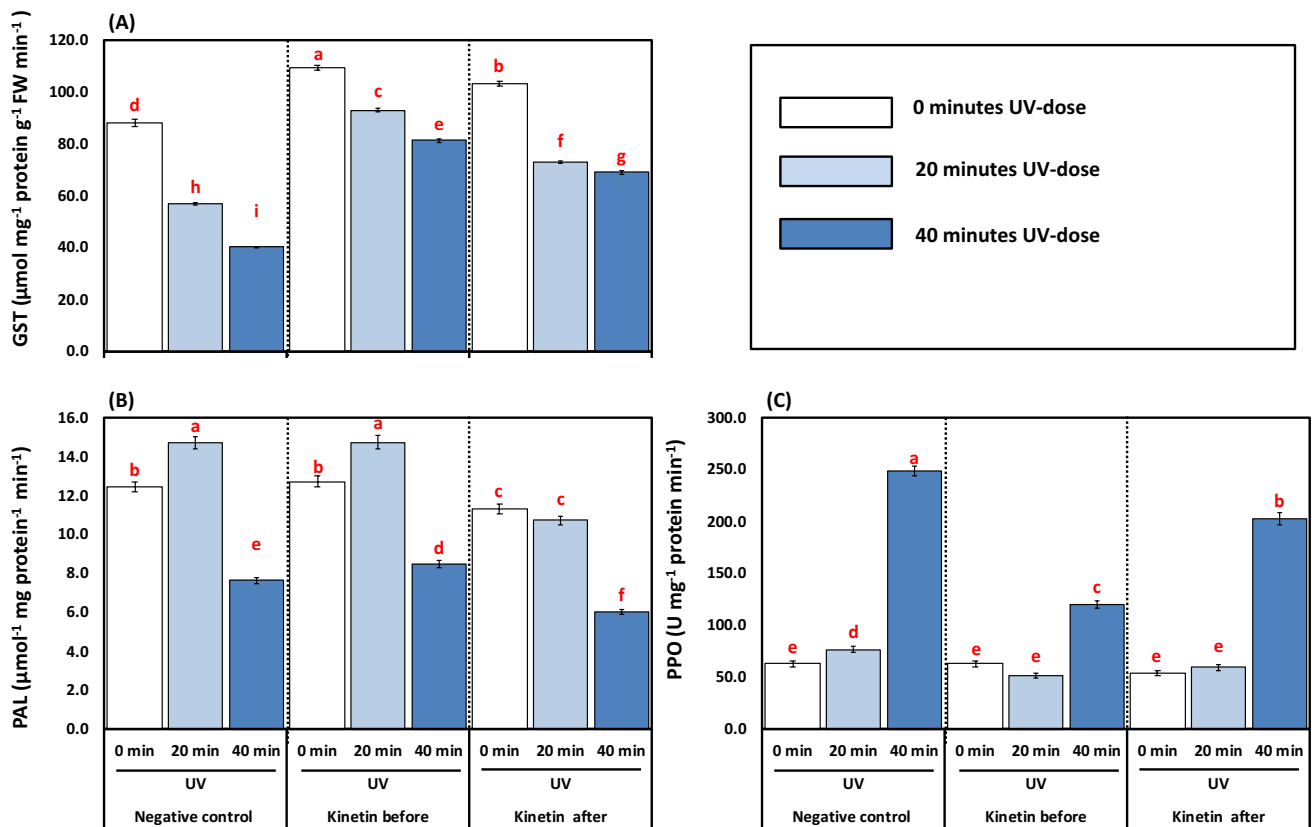 (A)
GST (µmol mg⁻¹ protein g⁻¹ FW min⁻¹)
120.0
100.0
80.0
60.0
40.0
20.0
0.0
d
h
i
a
c
e
b
f
g
0 minutes UV-dose
20 minutes UV-dose
40 minutes UV-dose
(B)
PAL (µmol⁻¹ mg protein⁻¹ min⁻¹)
16.0
14.0
12.0
10.0
8.0
6.0
4.0
2.0
0.0
b
a
e
b
a
d
c
c
f
0 min 20 min 40 min 0 min 20 min 40 min 0 min 20 min 40 min
UV UV UV
Negative control Kinetin before Kinetin after
(C)
PPO (U mg⁻¹ protein min⁻¹)
300.0
250.0
200.0
150.0
100.0
50.0
0.0
e
d
a
e
e
c
e
e
b
0 min 20 min 40 min 0 min 20 min 40 min 0 min 20 min 40 min
UV UV UV
Negative control Kinetin before Kinetin after